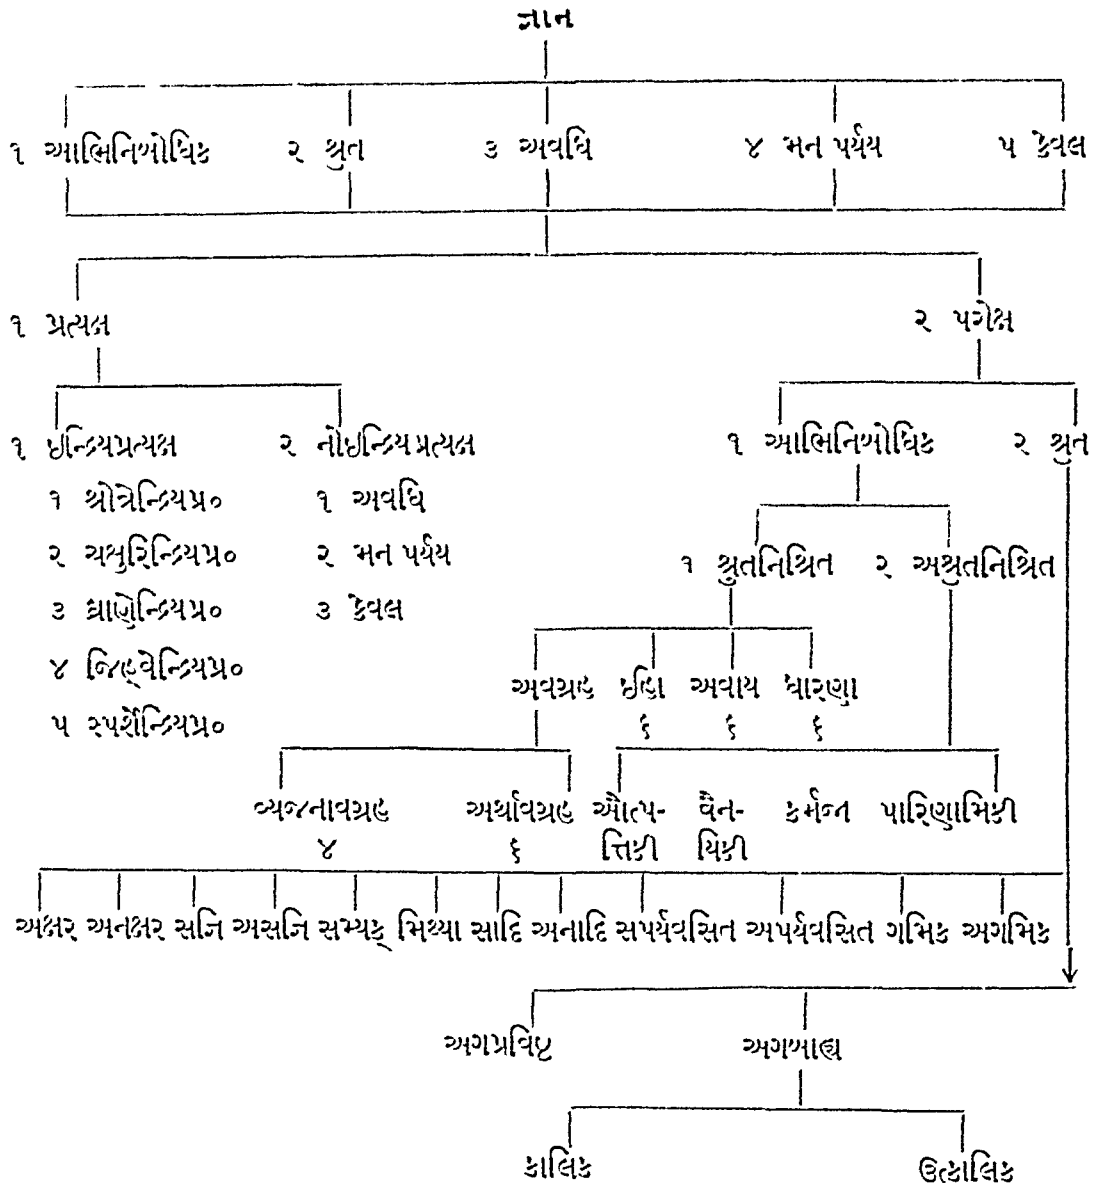 જ્ઞાન
૧ આભિનિબોધિક ૨ શ્રુત ૩ અવધિ ૪ મન પર્યય ૫ કેવલ
૧ પ્રત્યક્ષ ૨ પરોક્ષ
૧ ઇન્દ્રિયપ્રત્યક્ષ ૨ નોઇન્દ્રિયપ્રત્યક્ષ ૧ આભિનિબોધિક ૨ શ્રુત
૧ શ્રોત્રેન્દ્રિયપ્ર૦ ૧ અવધિ
૨ ચક્ષુરિન્દ્રિયપ્ર૦ ૨ મન પર્યય ૧ શ્રુતનિશ્રિત ૨ અશ્રુતનિશ્રિત
૩ ઘ્રાણેન્દ્રિયપ્ર૦ ૩ કેવલ
૪ જિહ્વેન્દ્રિયપ્ર૦ અવગ્રહ ઈહા અવાય ધારણા
૫ સ્પર્શેન્દ્રિયપ્ર૦ ૬ ૬ ૬
વ્યજનાવગ્રહ અર્થાવગ્રહ ઔત્પ- વૈન- કર્મજા પારિણામિકી
૪ ૬ ત્તિકી યિકી
અક્ષર અનક્ષર સજ્ઞિ અસજ્ઞિ સમ્યક્ મિથ્યા સાદિ અનાદિ સપર્યવસિત અપર્યવસિત ગમિક અગમિક
અગપ્રવિષ્ટ અગબાહ્ય
કાલિક ઉત્કાલિક